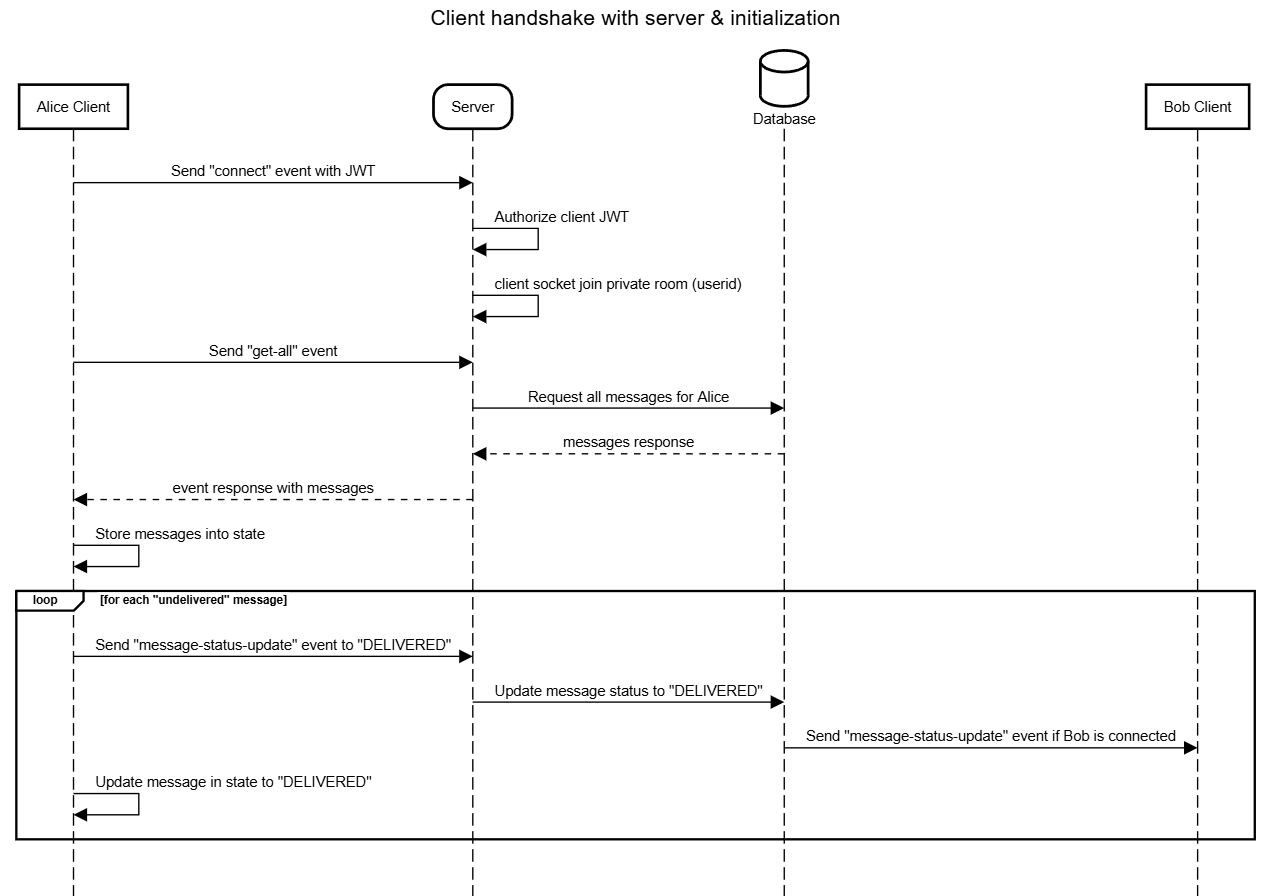 Client handshake with server & initialization
Alice Client
Server
Database
Bob Client
Send "connect" event with JWT
Authorize client JWT
client socket join private room (userid)
Send "get-all" event
Request all messages for Alice
messages response
event response with messages
Store messages into state
loop
[for each "undelivered" message]
Send "message-status-update" event to "DELIVERED"
Update message status to "DELIVERED"
Send "message-status-update" event if Bob is connected
Update message in state to "DELIVERED"